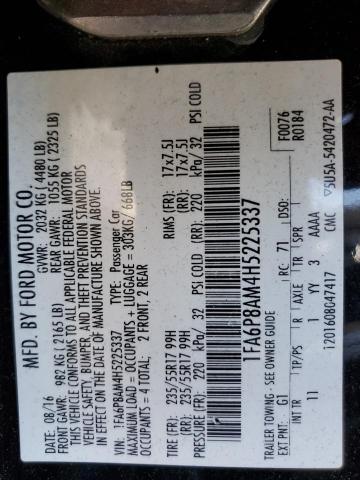 MFD. BY FORD MOTOR CO.
DATE: 08/16 GVWR: 2032 KG ( 4480 LB)
FRONT GAWR: 982 KG ( 2165 LB) REAR GAWR: 1055 KG ( 2325 LB)
THIS VEHICLE CONFORMS TO ALL APPLICABLE FEDERAL MOTOR
VEHICLE SAFETY, BUMPER, AND THEFT PREVENTION STANDARDS
IN EFFECT ON THE DATE OF MANUFACTURE SHOWN ABOVE.
VIN: 1FA6P8AM4H5225337 TYPE: Passenger Car
MAXIMUM LOAD = OCCUPANTS + LUGGAGE = 303KG/668LB
OCCUPANTS = 4 TOTAL; 2 FRONT, 2 REAR
TIRE (FR): 235/55R17 99H RIMS (FR): 17×7.5J
TIRE (RR): 235/55R17 99H RIMS (RR): 17×7.5J
PRESSURE (FR): 220 kPa/ 32 PSI COLD (RR): 220 kPa/ 32 PSI COLD
1FA6P8AM4H5225337
F0076
R0184
TRAILER TOWING - SEE OWNER GUIDE
EXT PNT: G1 RC: 71 DSO:
INT TR TP/PS R AXLE TR SPR
11 1 YY 3 AAAA
1201608047417 CMC ▽5U5A-5420472-AA